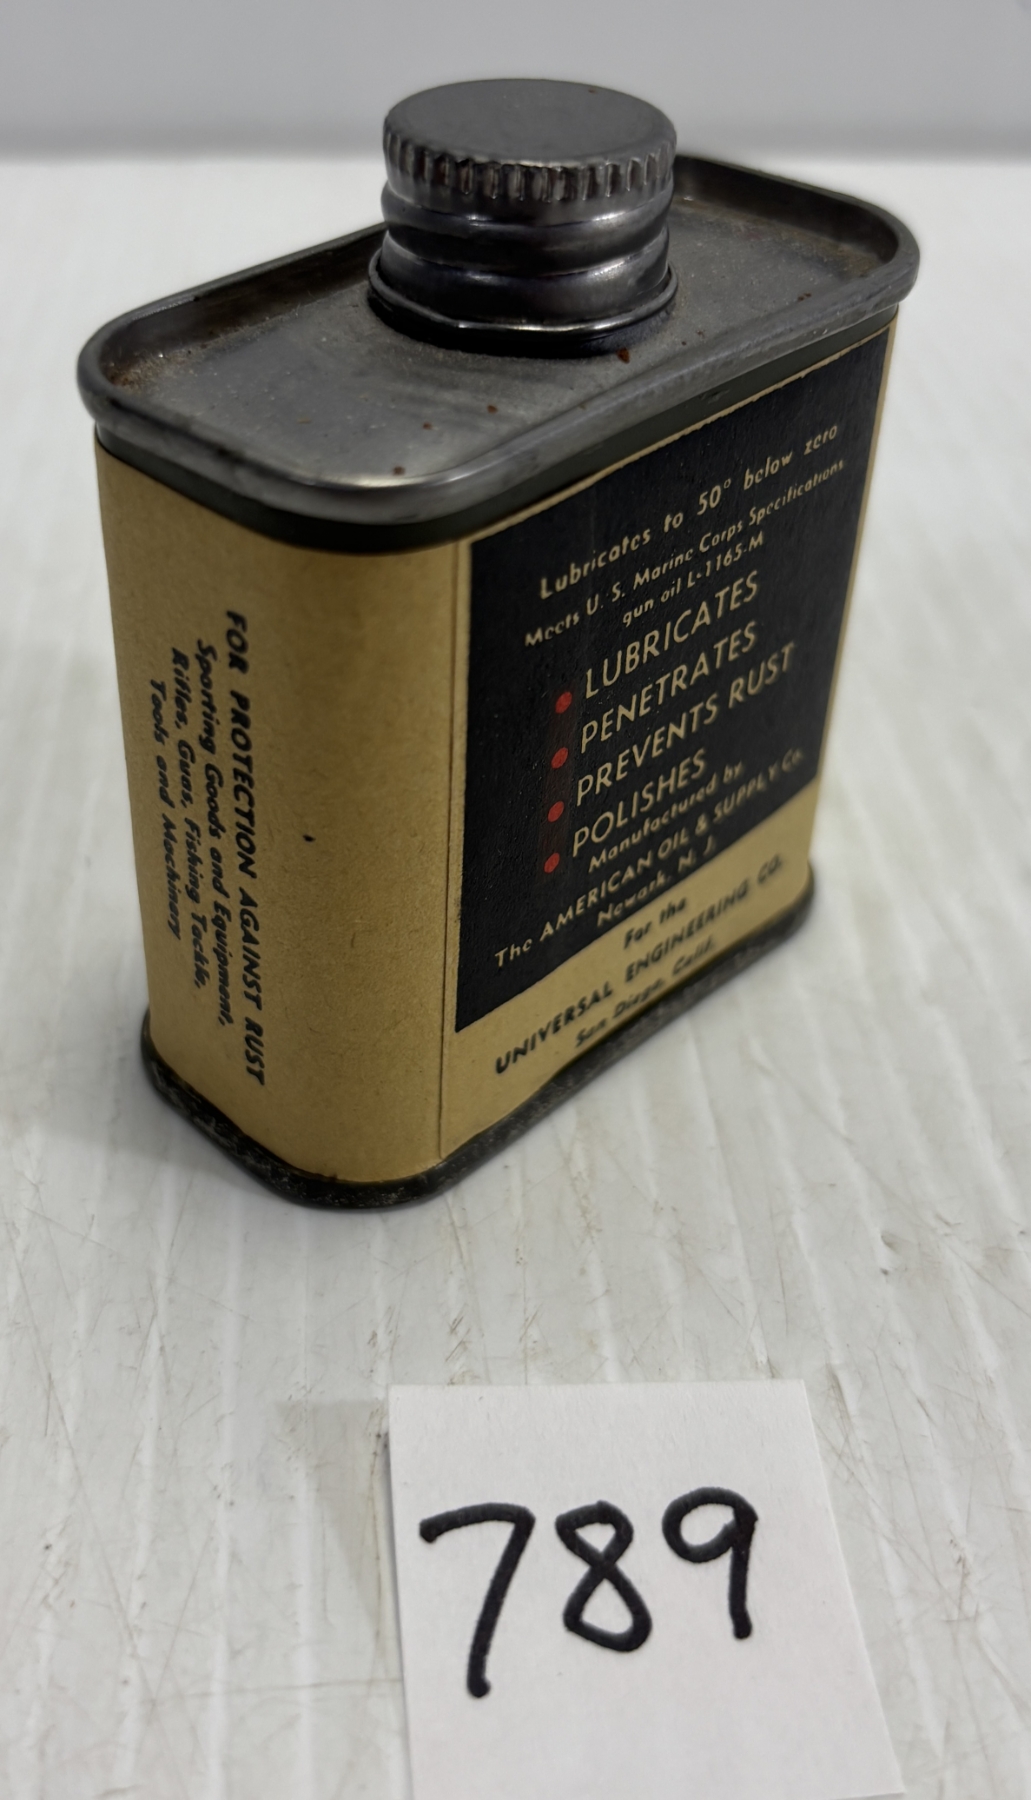 FOR PROTECTION AGAINST RUST
Sporting Goods and Equipment,
Rifles, Guns, Fishing Tackle,
Tools and Machinery
Lubricates to 50° below zero
Meets U. S. Marine Corps Specifications
gun oil L-1165-M
• LUBRICATES
• PENETRATES
• PREVENTS RUST
• POLISHES
Manufactured by
The AMERICAN OIL & SUPPLY Co.
Newark, N. J.
For the
UNIVERSAL ENGINEERING CO.
San Diego, Calif.
789